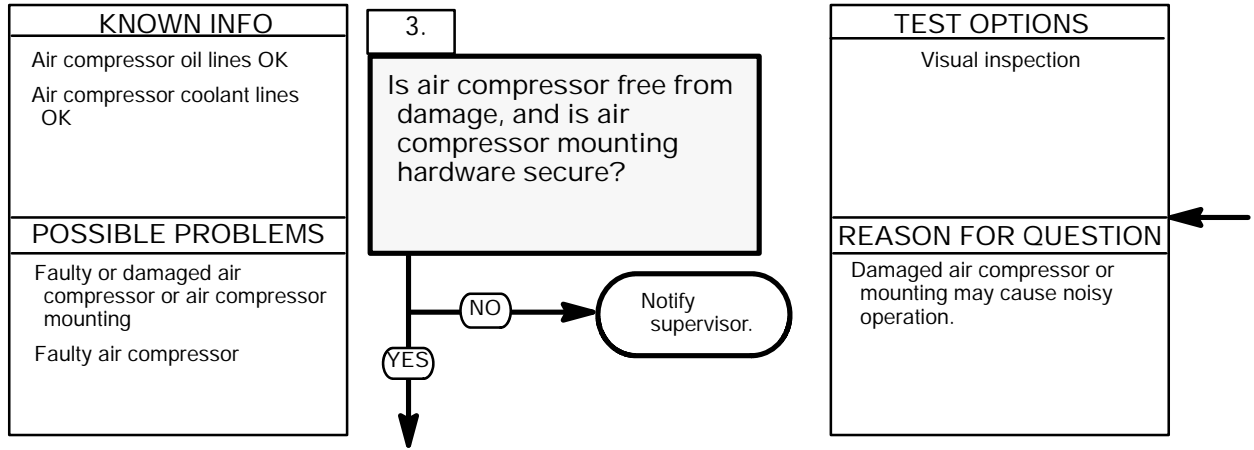 KNOWN INFO
Air compressor oil lines OK
Air compressor coolant lines
OK
POSSIBLE PROBLEMS
Faulty or damaged air
compressor or air compressor
mounting
Faulty air compressor
3.
Is air compressor free from
damage, and is air
compressor mounting
hardware secure?
NO
Notify
supervisor.
YES
TEST OPTIONS
Visual inspection
REASON FOR QUESTION
Damaged air compressor or
mounting may cause noisy
operation.